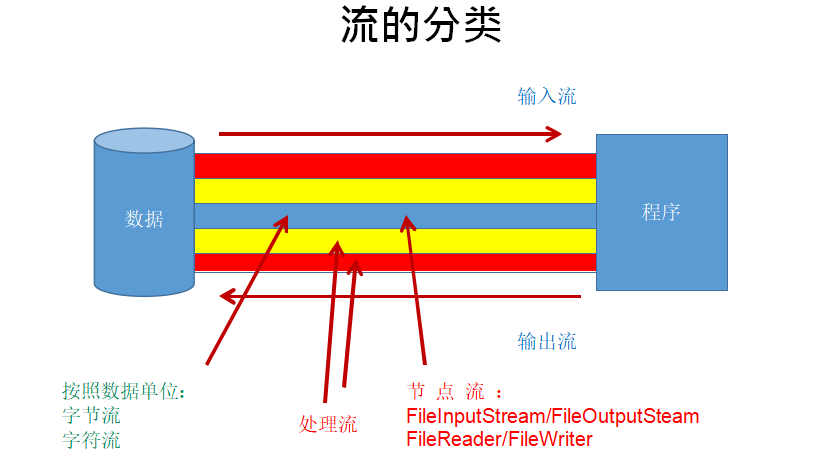 流的分类
输入流
数据
程序
输出流
按照数据单位：
字节流
字符流
处理流
节 点 流 ：
FileInputStream/FileOutputSteam
FileReader/FileWriter